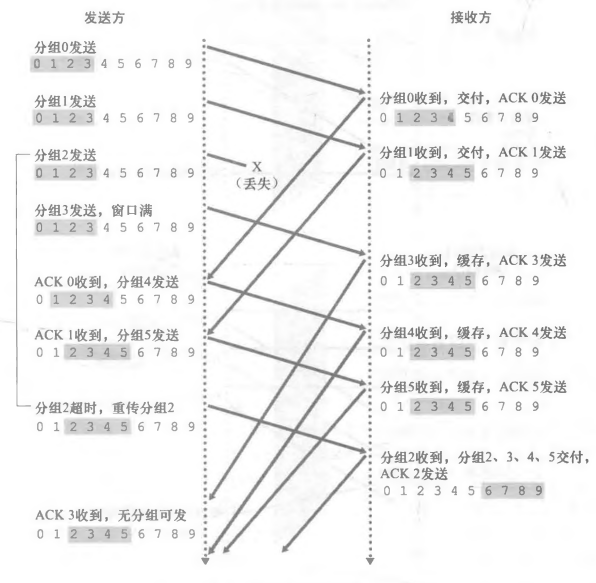 发送方
接收方
分组0发送
0 1 2 3 4 5 6 7 8 9
分组0收到，交付，ACK 0发送
0 1 2 3 4 5 6 7 8 9
分组1发送
0 1 2 3 4 5 6 7 8 9
分组1收到，交付，ACK 1发送
0 1 2 3 4 5 6 7 8 9
分组2发送
0 1 2 3 4 5 6 7 8 9
X
（丢失）
分组3发送，窗口满
0 1 2 3 4 5 6 7 8 9
分组3收到，缓存，ACK 3发送
0 1 2 3 4 5 6 7 8 9
ACK 0收到，分组4发送
0 1 2 3 4 5 6 7 8 9
分组4收到，缓存，ACK 4发送
0 1 2 3 4 5 6 7 8 9
ACK 1收到，分组5发送
0 1 2 3 4 5 6 7 8 9
分组5收到，缓存，ACK 5发送
0 1 2 3 4 5 6 7 8 9
分组2超时，重传分组2
0 1 2 3 4 5 6 7 8 9
分组2收到，分组2、3、4、5交付，
ACK 2发送
0 1 2 3 4 5 6 7 8 9
ACK 3收到，无分组可发
0 1 2 3 4 5 6 7 8 9